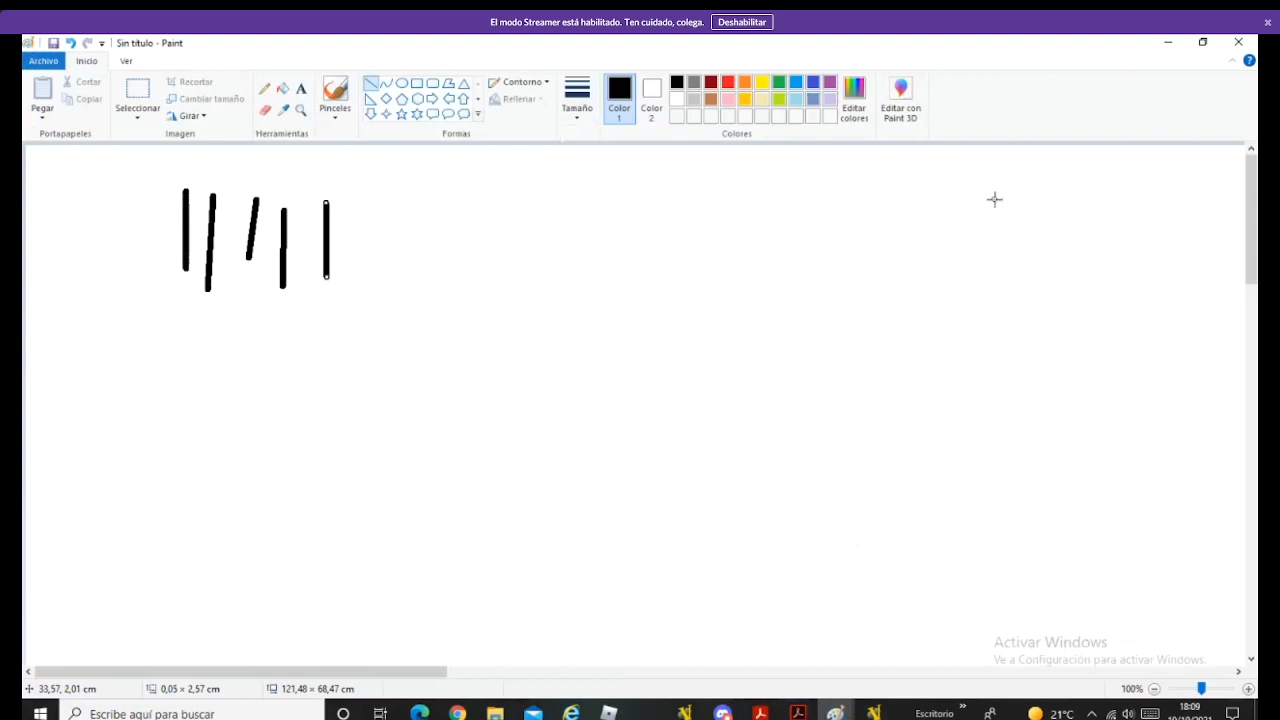 El modo Streamer está habilitado. Ten cuidado, colega. Deshabilitar
Sin título - Paint
Archivo Inicio Ver
Pegar Cortar Copiar
Seleccionar Recortar Cambiar tamaño Girar
Pinceles
Contorno Rellenar
Tamaño
Color 1
Color 2
Editar colores
Editar con Paint 3D
Portapapeles Imagen Herramientas Formas Colores
Activar Windows
Ve a Configuración para activar Windows.
33,57, 2,01 cm 0,05 × 2,57 cm 121,48 × 68,47 cm 100%
Escribe aquí para buscar Escritorio 21°C 18:09